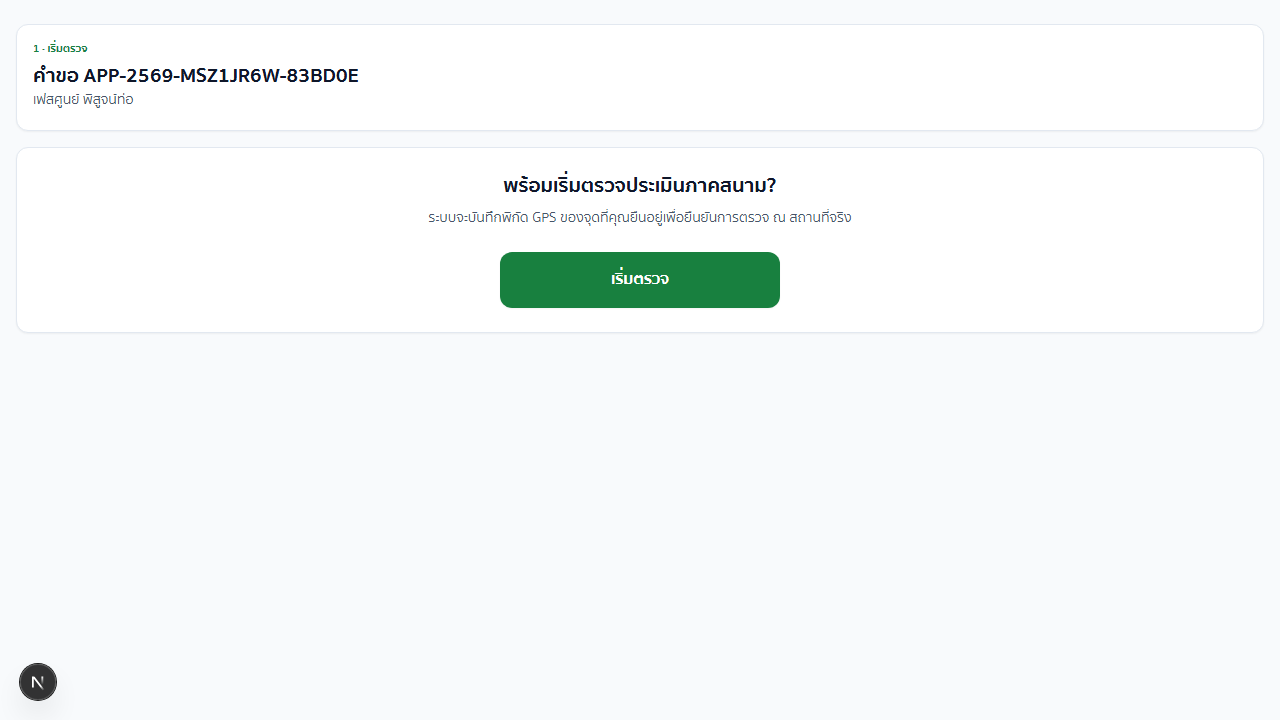 1 · เริ่มตรวจ
คำขอ APP-2569-MSZ1JR6W-83BD0E
เฟสศูนย์ พิสูจน์ท่อ
พร้อมเริ่มตรวจประเมินภาคสนาม?
ระบบจะบันทึกพิกัด GPS ของจุดที่คุณยืนอยู่เพื่อยืนยันการตรวจ ณ สถานที่จริง
เริ่มตรวจ
N